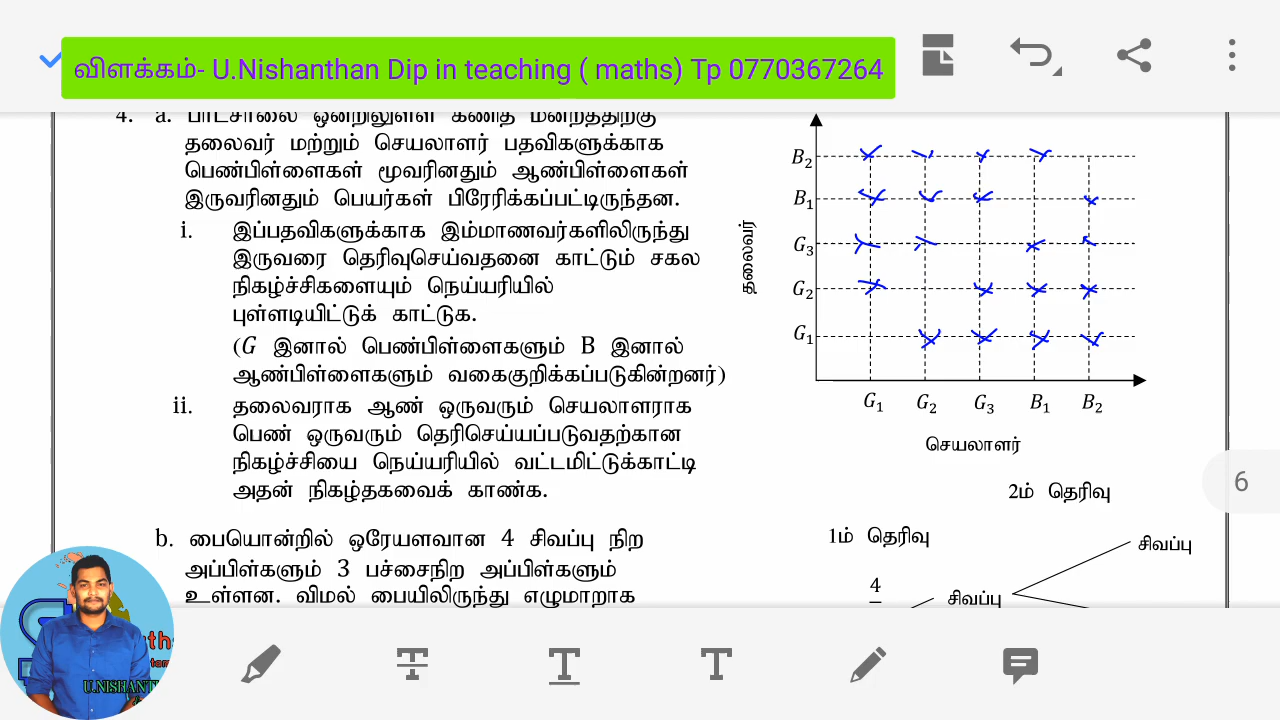 விளக்கம்- U.Nishanthan Dip in teaching ( maths) Tp 0770367264
4. a. பாடசாலை ஒன்றிலுள்ள கணித மன்றத்திற்கு
தலைவர் மற்றும் செயலாளர் பதவிகளுக்காக
பெண்பிள்ளைகள் மூவரினதும் ஆண்பிள்ளைகள்
இருவரினதும் பெயர்கள் பிரேரிக்கப்பட்டிருந்தன.
i. இப்பதவிகளுக்காக இம்மாணவர்களிலிருந்து
இருவரை தெரிவுசெய்வதனை காட்டும் சகல
நிகழ்ச்சிகளையும் நெய்யரியில்
புள்ளடியிட்டுக் காட்டுக.
(G இனால் பெண்பிள்ளைகளும் B இனால்
ஆண்பிள்ளைகளும் வகைகுறிக்கப்படுகின்றனர்)
ii. தலைவராக ஆண் ஒருவரும் செயலாளராக
பெண் ஒருவரும் தெரிசெய்யப்படுவதற்கான
நிகழ்ச்சியை நெய்யரியில் வட்டமிட்டுக்காட்டி
அதன் நிகழ்தகவைக் காண்க.
b. பையொன்றில் ஒரேயளவான 4 சிவப்பு நிற
அப்பிள்களும் 3 பச்சைநிற அப்பிள்களும்
உள்ளன. விமல் பையிலிருந்து எழுமாறாக
தலைவர்
B₂
B₁
G₃
G₂
G₁
G₁ G₂ G₃ B₁ B₂
செயலாளர்
2ம் தெரிவு
1ம் தெரிவு
சிவப்பு
4
சிவப்பு
6
T T T
U.NISHANTH